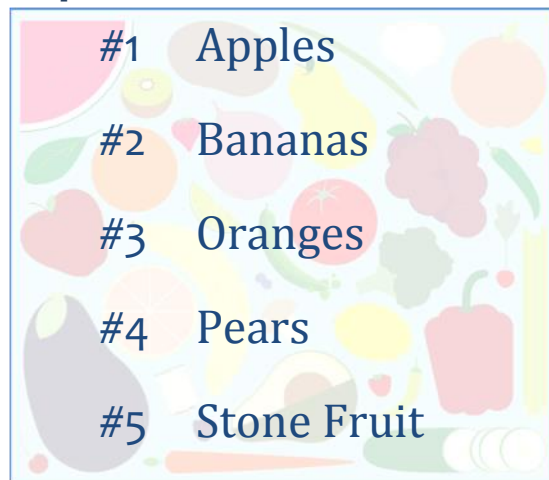 #1 Apples
#2 Bananas
#3 Oranges
#4 Pears
#5 Stone Fruit